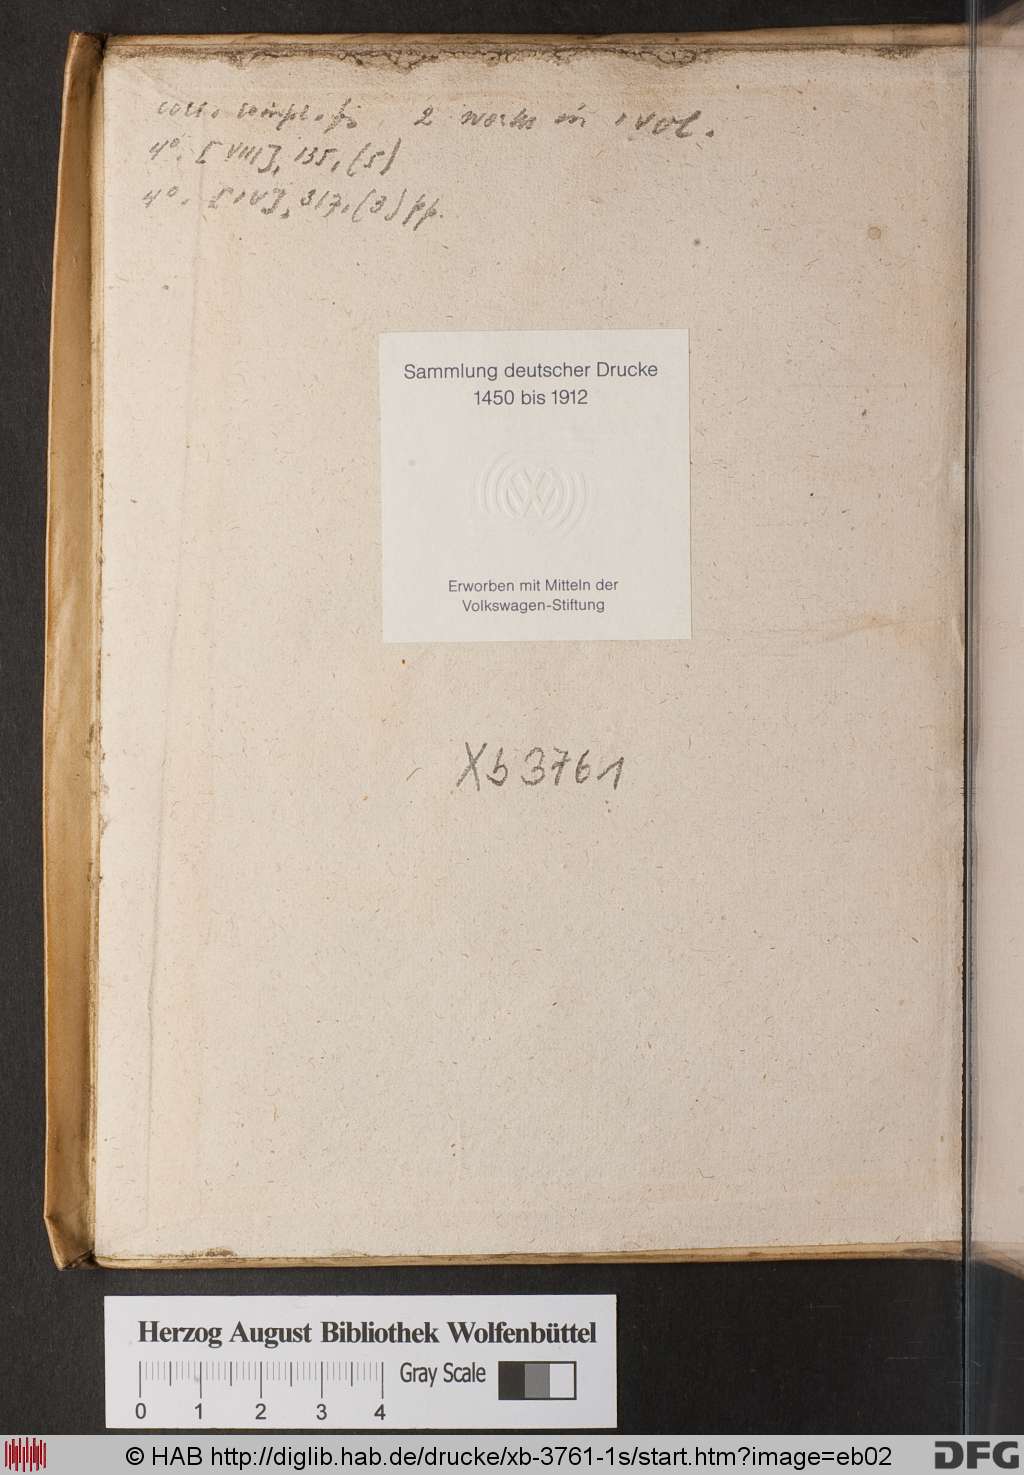 coll. compl. 2 works in 1 vol.
4°. [VIII], 135, (5)
4°. [IV], 317, (3) pp.
Sammlung deutscher Drucke
1450 bis 1912
Erworben mit Mitteln der
Volkswagen-Stiftung
Xb 3761
Herzog August Bibliothek Wolfenbüttel
Gray Scale
0 1 2 3 4
© HAB http://diglib.hab.de/drucke/xb-3761-1s/start.htm?image=eb02
DFG